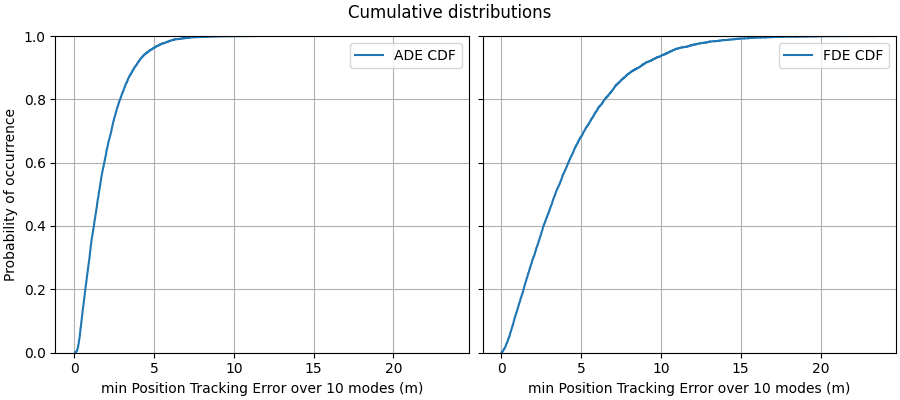 Cumulative distributions
Probability of occurrence
1.0
0.8
0.6
0.4
0.2
0.0
ADE CDF
0 5 10 15 20
min Position Tracking Error over 10 modes (m)
FDE CDF
0 5 10 15 20
min Position Tracking Error over 10 modes (m)